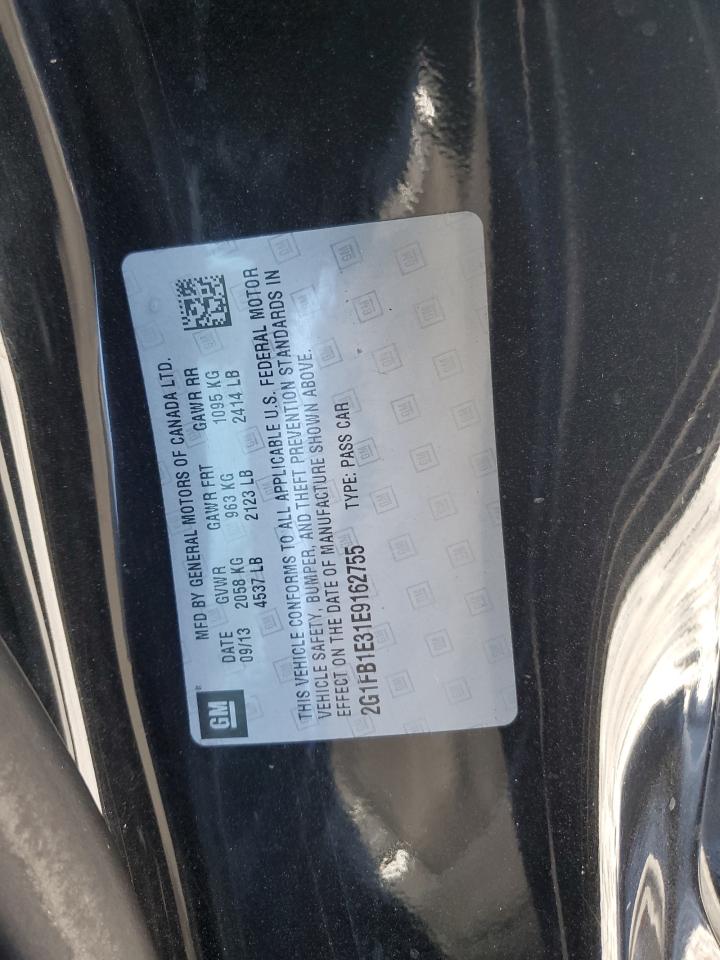 GM
MFD BY GENERAL MOTORS OF CANADA LTD.
DATE GVWR GAWR FRT GAWR RR
09/13 2058 KG 963 KG 1095 KG
4537 LB 2123 LB 2414 LB
THIS VEHICLE CONFORMS TO ALL APPLICABLE U.S. FEDERAL MOTOR
VEHICLE SAFETY, BUMPER, AND THEFT PREVENTION STANDARDS IN
EFFECT ON THE DATE OF MANUFACTURE SHOWN ABOVE.
2G1FB1E31E9162755 TYPE: PASS CAR